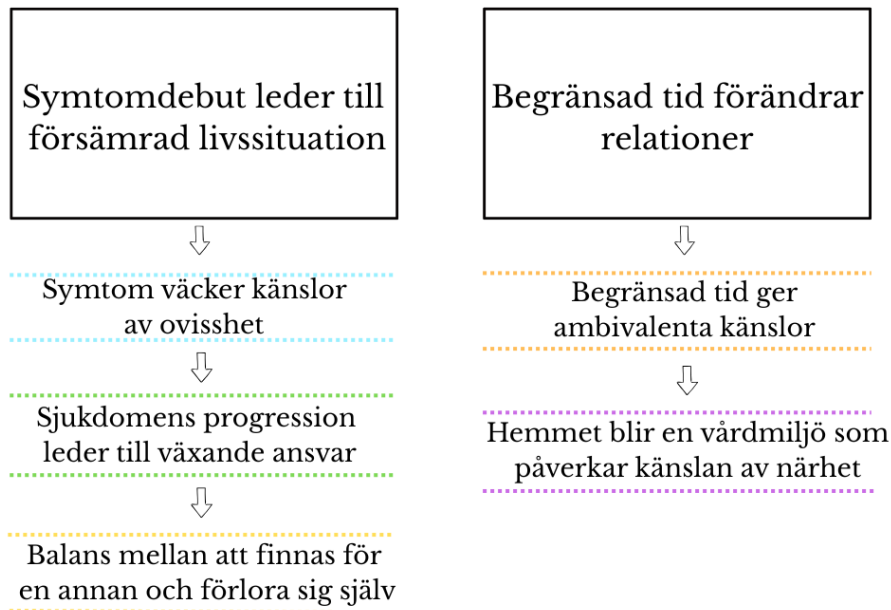 Symtomdebut leder till
försämrad livssituation
Symtom väcker känslor
av ovisshet
Sjukdomens progression
leder till växande ansvar
Balans mellan att finnas för
en annan och förlora sig själv
Begränsad tid förändrar
relationer
Begränsad tid ger
ambivalenta känslor
Hemmet blir en vårdmiljö som
påverkar känslan av närhet